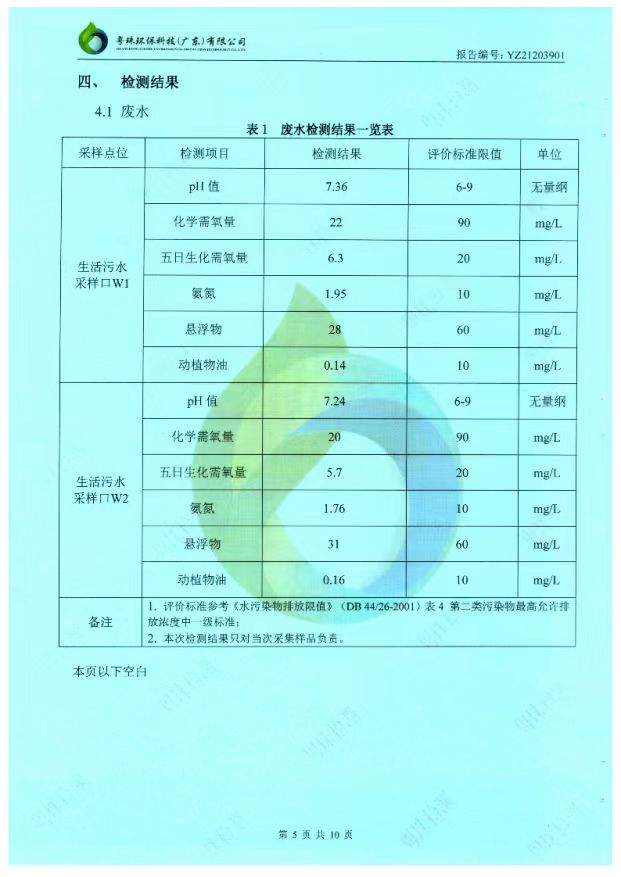 粤珠环保科技(广东)有限公司
报告编号: YZ21203901
四、 检测结果
4.1 废水
表1 废水检测结果一览表
采样点位 检测项目 检测结果 评价标准限值 单位
生活污水
采样口W1
pH 值 7.36 6-9 无量纲
化学需氧量 22 90 mg/L
五日生化需氧量 6.3 20 mg/L
氨氮 1.95 10 mg/L
悬浮物 28 60 mg/L
动植物油 0.14 10 mg/L
生活污水
采样口W2
pH 值 7.24 6-9 无量纲
化学需氧量 20 90 mg/L
五日生化需氧量 5.7 20 mg/L
氨氮 1.76 10 mg/L
悬浮物 31 60 mg/L
动植物油 0.16 10 mg/L
备注
1. 评价标准参考《水污染物排放限值》（DB 44/26-2001）表 4 第二类污染物最高允许排
放浓度中一级标准；
2. 本次检测结果只对当次采集样品负责。
本页以下空白
第 5 页 共 10 页